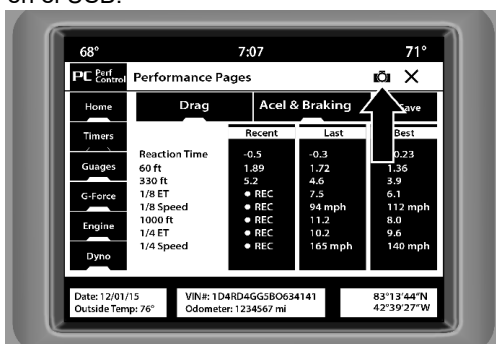 en el USB.
68° 7:07 71°
PC Perf Control Performance Pages X
Home Drag Acel & Braking Save
Timers Recent Last Best
Reaction Time -0.5 -0.3 0.23
60 ft 1.89 1.72 1.36
Guages 330 ft 5.2 4.6 3.9
1/8 ET • REC 7.5 6.1
G-Force 1/8 Speed • REC 94 mph 112 mph
1000 ft • REC 11.2 8.0
Engine 1/4 ET • REC 10.2 9.6
1/4 Speed • REC 165 mph 140 mph
Dyno
Date: 12/01/15 VIN#: 1D4RD4GG5BO634141 83°13'44"N
Outside Temp: 76° Odometer: 1234567 mi 42°39'27"W